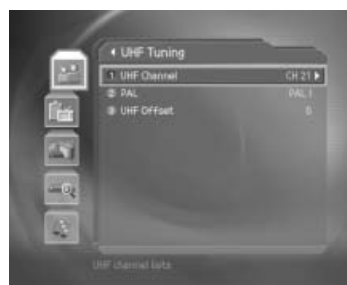 UHF Tuning
1 UHF Channel CH 21
2 PAL PAL I
3 UHF Offset 0
UHF channel lists